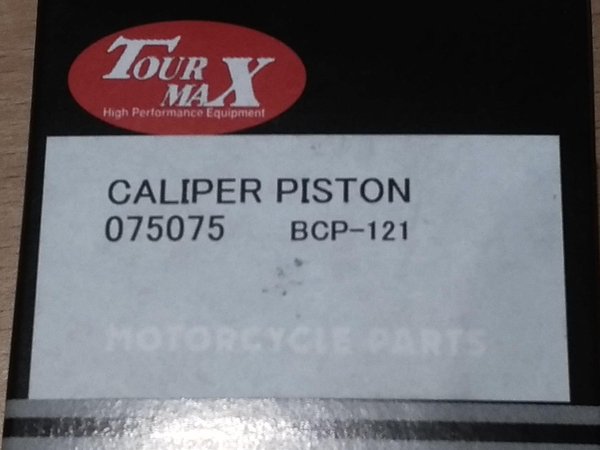 TOUR
MAX
High Performance Equipment
CALIPER PISTON
075075 BCP-121
MOTORCYCLE PARTS